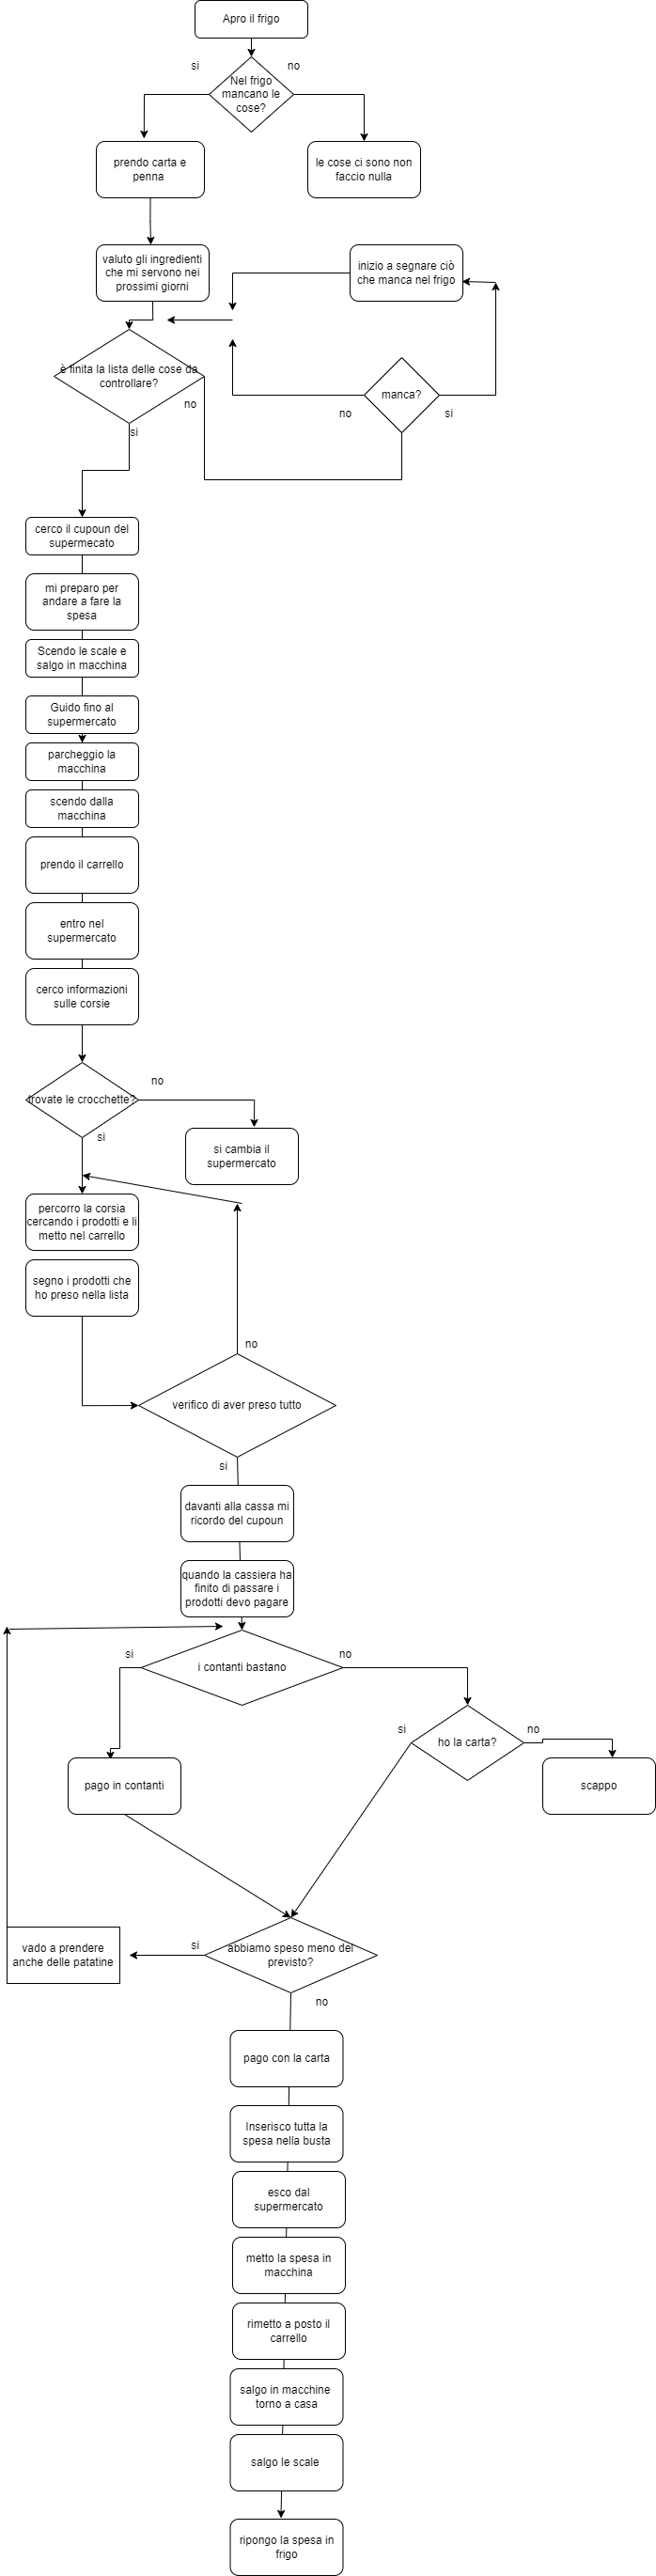 Apro il frigo
si
no
Nel frigo
mancano le
cose?
prendo carta e
penna
le cose ci sono non
faccio nulla
valuto gli ingredienti
che mi servono nei
prossimi giorni
inizio a segnare ciò
che manca nel frigo
è finita la lista delle cose da
controllare?
manca?
no
no
si
si
cerco il cupoun del
supermecato
mi preparo per
andare a fare la
spesa
Scendo le scale e
salgo in macchina
Guido fino al
supermercato
parcheggio la
macchina
scendo dalla
macchina
prendo il carrello
entro nel
supermercato
cerco informazioni
sulle corsie
trovate le crocchette?
no
si
si cambia il
supermercato
percorro la corsia
cercando i prodotti e li
metto nel carrello
segno i prodotti che
ho preso nella lista
no
verifico di aver preso tutto
si
davanti alla cassa mi
ricordo del cupoun
quando la cassiera ha
finito di passare i
prodotti devo pagare
si
i contanti bastano
no
si
ho la carta?
no
pago in contanti
scappo
si
abbiamo speso meno del
previsto?
vado a prendere
anche delle patatine
no
pago con la carta
Inserisco tutta la
spesa nella busta
esco dal
supermercato
metto la spesa in
macchina
rimetto a posto il
carrello
salgo in macchine
torno a casa
salgo le scale
ripongo la spesa in
frigo